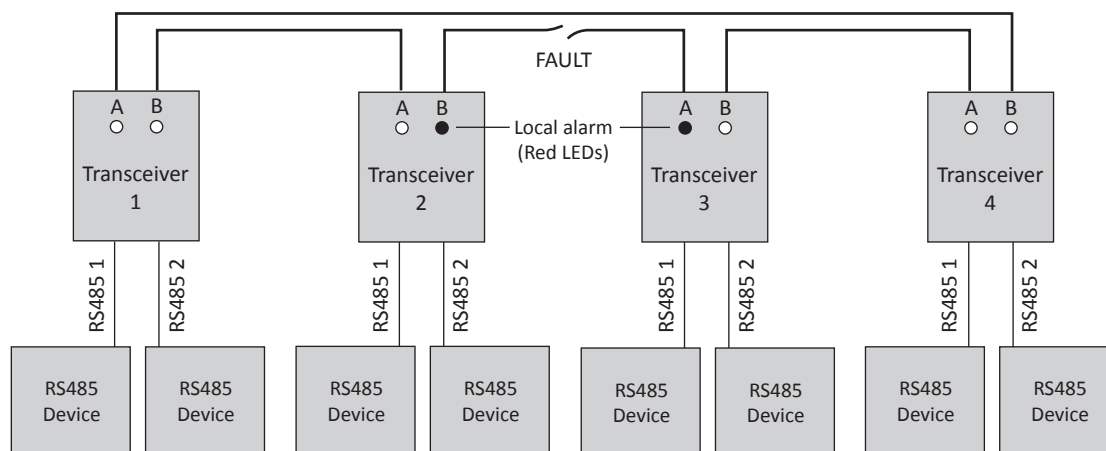 FAULT
A B
A B
A B
A B
Local alarm
(Red LEDs)
Transceiver
1
Transceiver
2
Transceiver
3
Transceiver
4
RS485 1
RS485 2
RS485 1
RS485 2
RS485 1
RS485 2
RS485 1
RS485 2
RS485
Device
RS485
Device
RS485
Device
RS485
Device
RS485
Device
RS485
Device
RS485
Device
RS485
Device